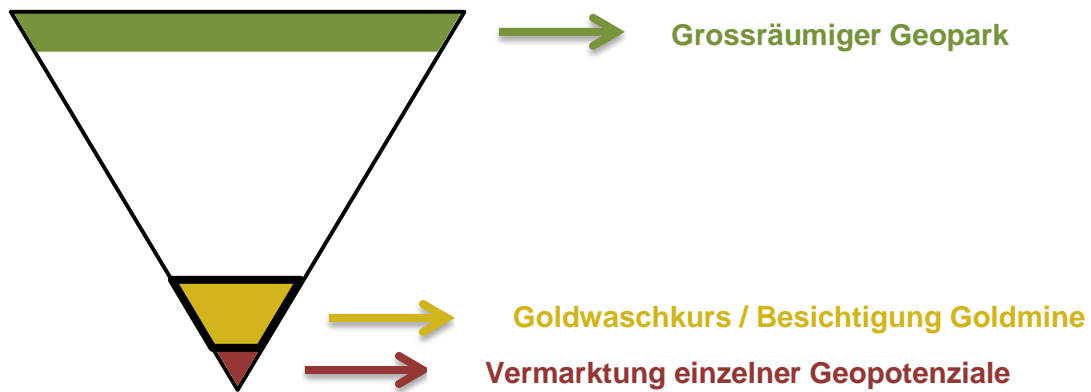 Grossräumiger Geopark
Goldwaschkurs / Besichtigung Goldmine
Vermarktung einzelner Geopotenziale